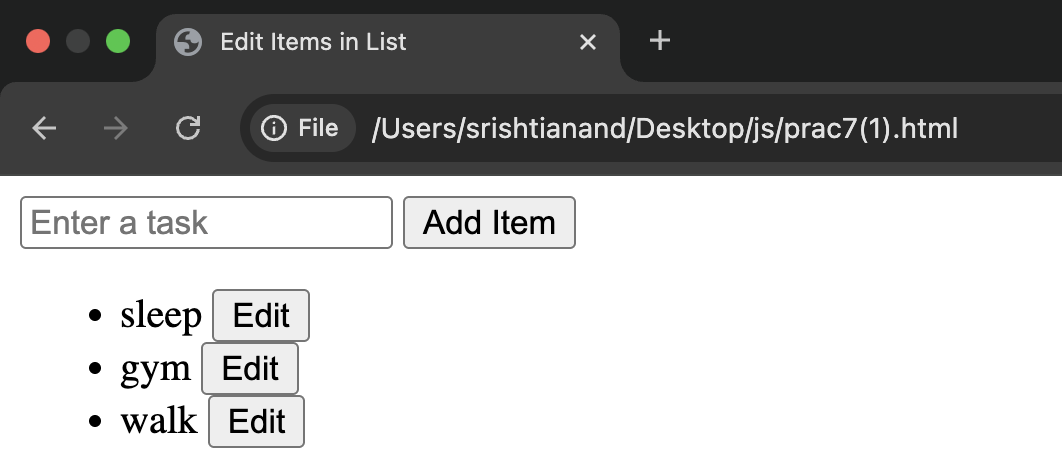 Edit Items in List
File /Users/srishtianand/Desktop/js/prac7(1).html
Enter a task Add Item
• sleep Edit
• gym Edit
• walk Edit